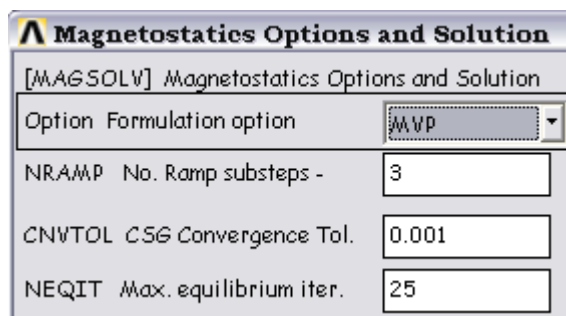 Magnetostatics Options and Solution
[MAGSOLV] Magnetostatics Options and Solution
Option Formulation option MVP
NRAMP No. Ramp substeps - 3
CNVTOL CSG Convergence Tol. 0.001
NEQIT Max. equilibrium iter. 25